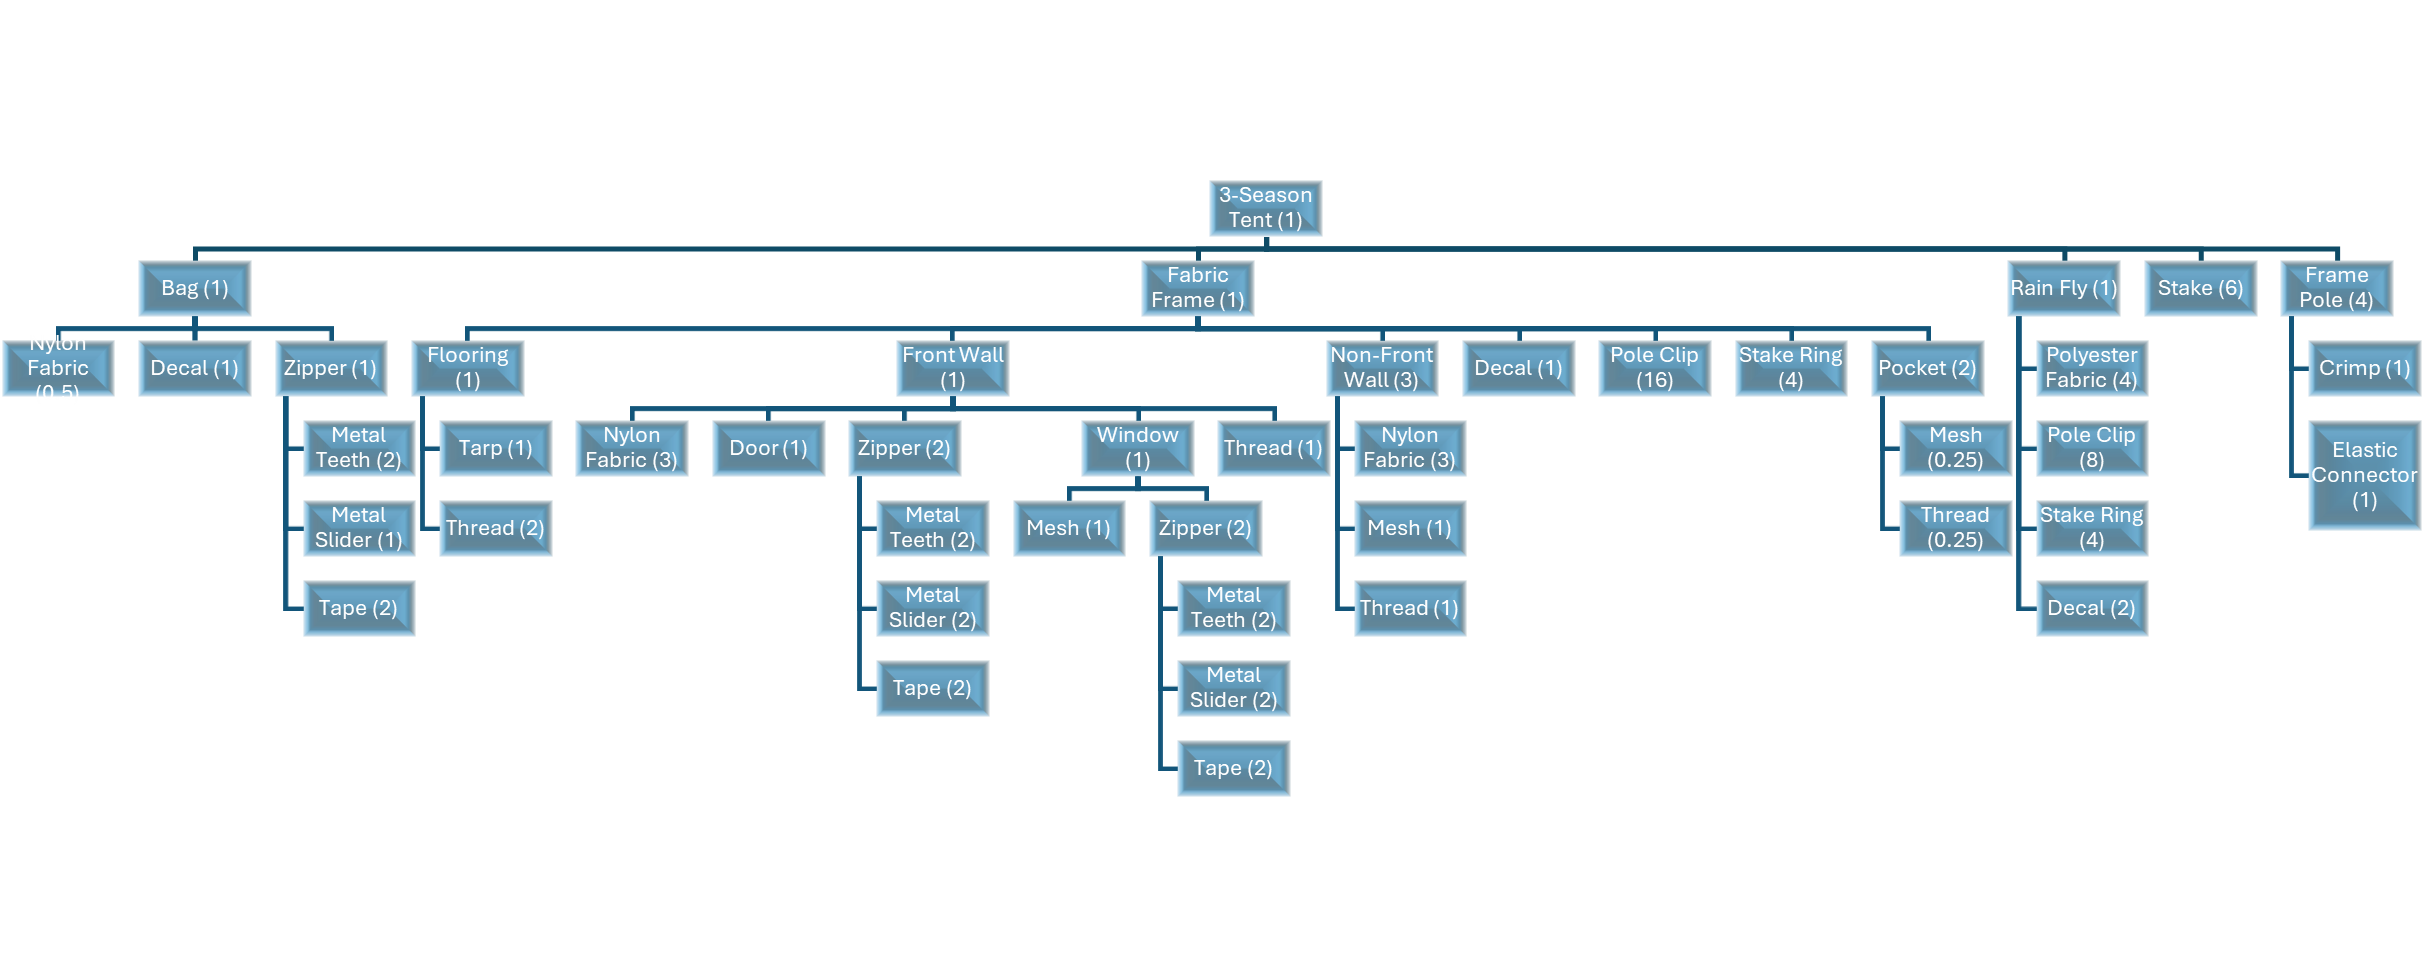 3-Season
Tent (1)
Bag (1)
Fabric
Frame (1)
Rain Fly (1)
Stake (6)
Frame
Pole (4)
Nylon
Fabric
(0.5)
Decal (1)
Zipper (1)
Flooring
(1)
Front Wall
(1)
Non-Front
Wall (3)
Decal (1)
Pole Clip
(16)
Stake Ring
(4)
Pocket (2)
Polyester
Fabric (4)
Crimp (1)
Metal
Teeth (2)
Tarp (1)
Nylon
Fabric (3)
Door (1)
Zipper (2)
Window
(1)
Thread (1)
Nylon
Fabric (3)
Mesh
(0.25)
Pole Clip
(8)
Elastic
Connector
(1)
Metal
Slider (1)
Thread (2)
Metal
Teeth (2)
Mesh (1)
Zipper (2)
Mesh (1)
Thread
(0.25)
Stake Ring
(4)
Tape (2)
Metal
Slider (2)
Metal
Teeth (2)
Thread (1)
Decal (2)
Tape (2)
Metal
Slider (2)
Tape (2)